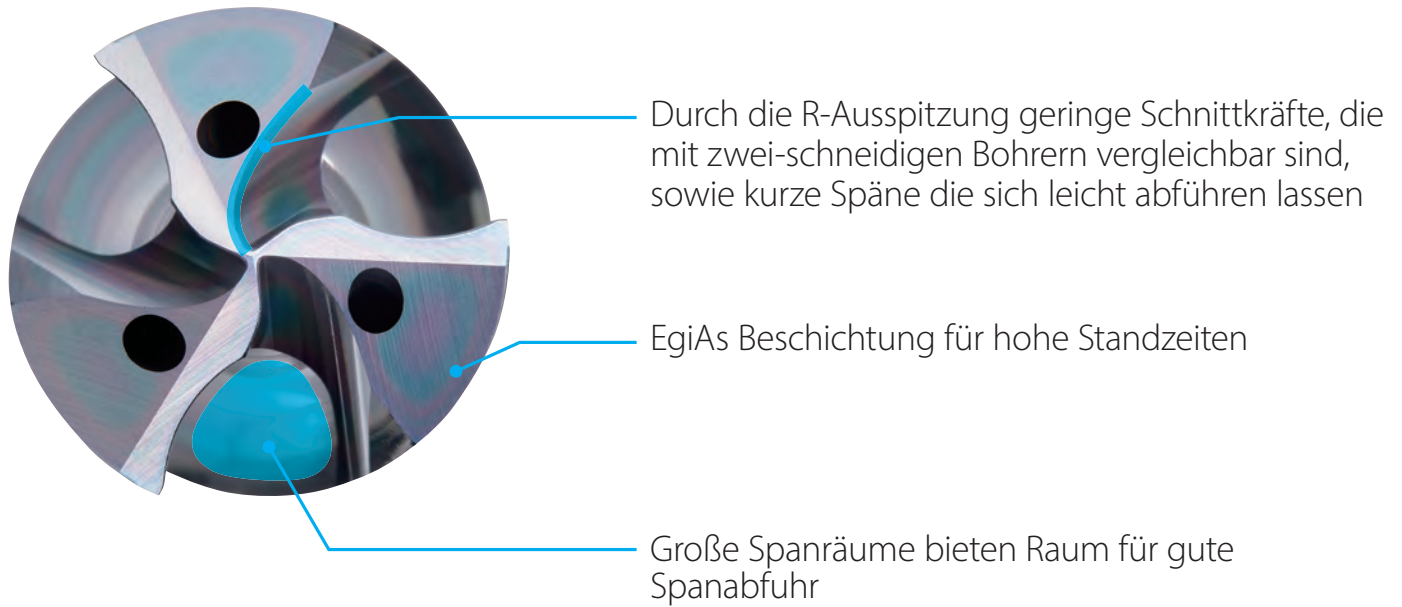 Durch die R-Ausspitzung geringe Schnittkräfte, die
mit zwei-schneidigen Bohrern vergleichbar sind,
sowie kurze Späne die sich leicht abführen lassen
EgiAs Beschichtung für hohe Standzeiten
Große Spanräume bieten Raum für gute
Spanabfuhr